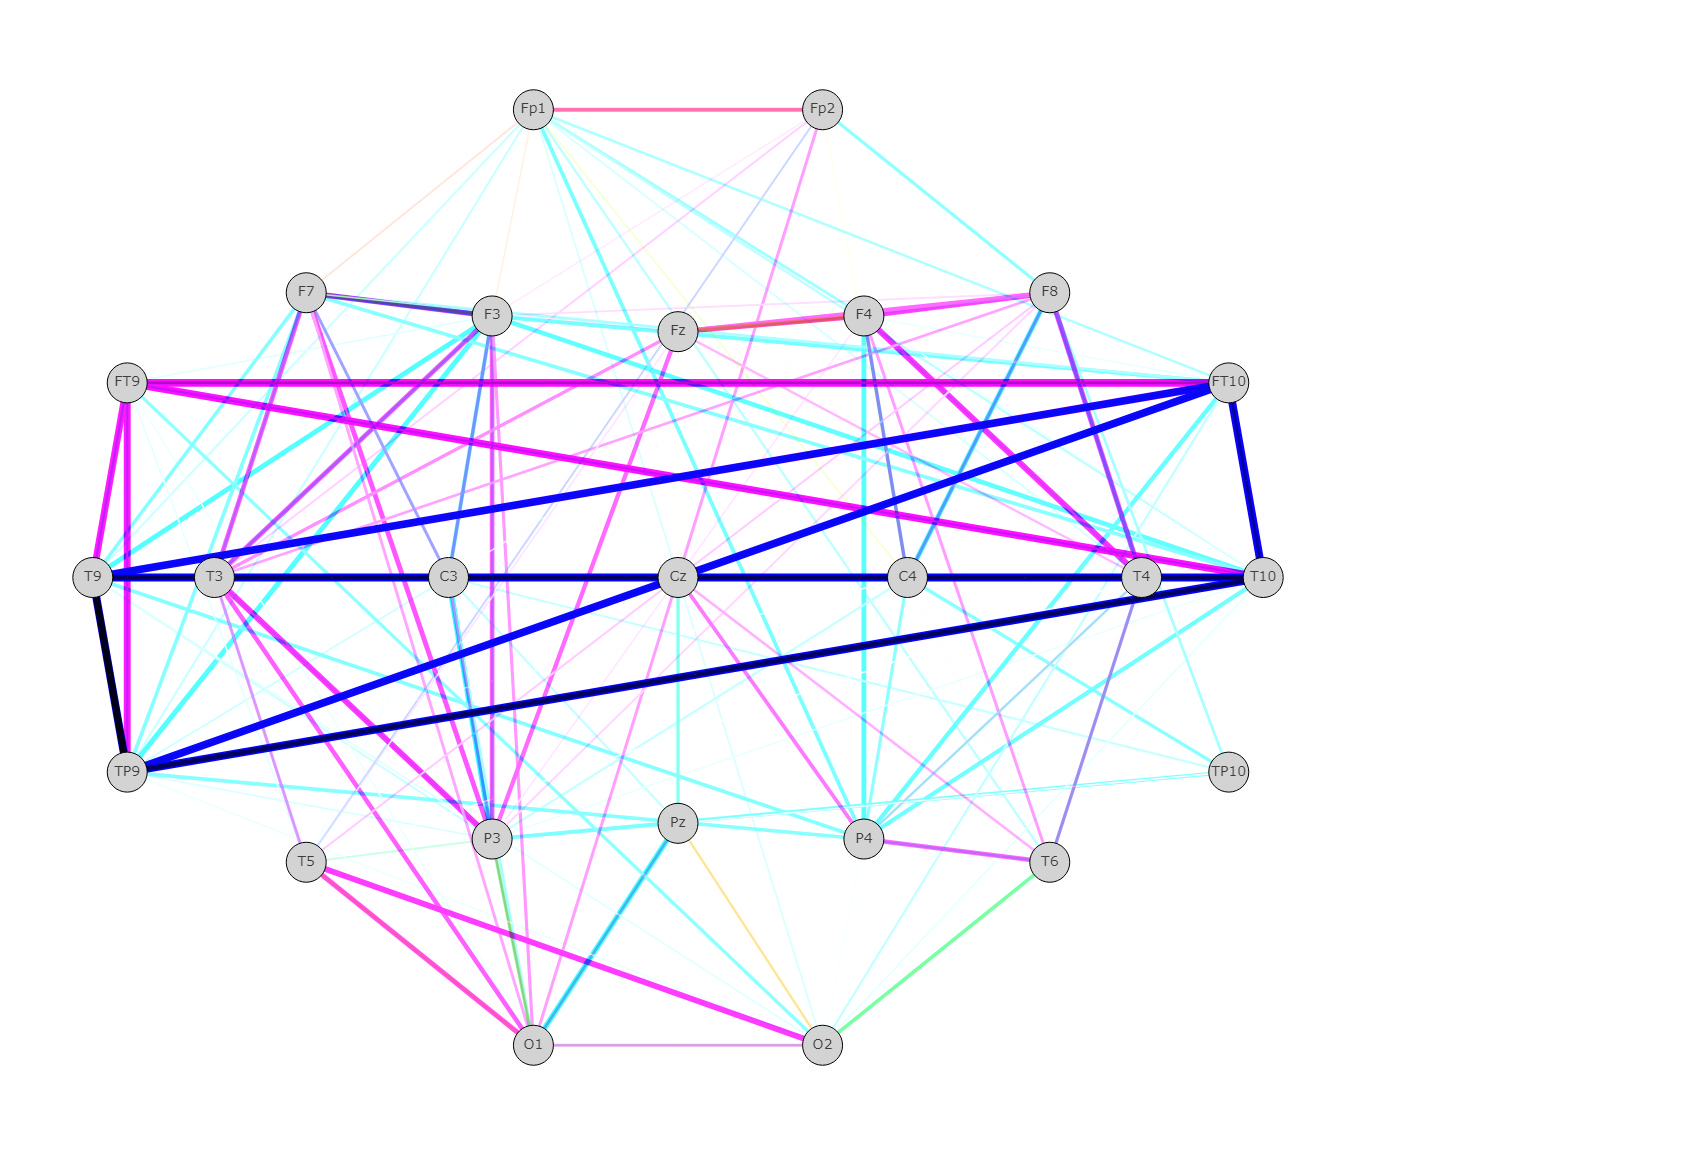 Fp1 Fp2
F7 F3 Fz F4 F8
FT9 FT10
T9 T3 C3 Cz C4 T4 T10
TP9 TP10
T5 P3 Pz P4 T6
O1 O2